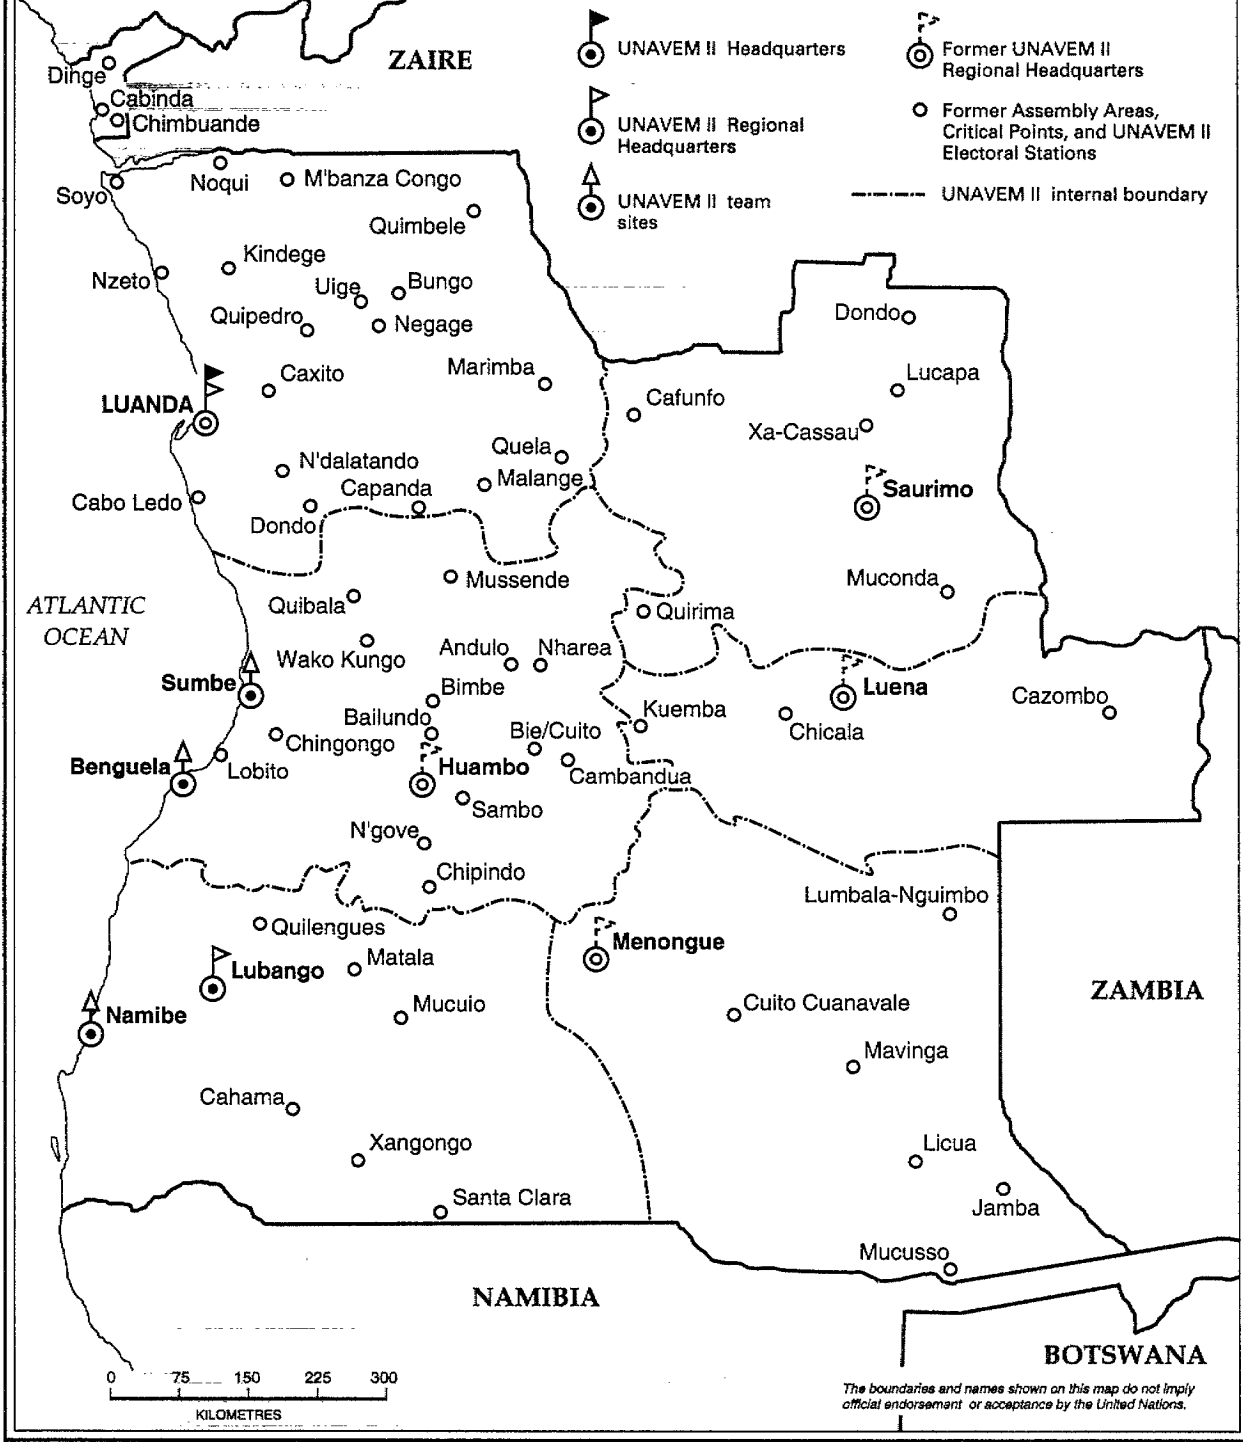 ZAIRE
UNAVEM II Headquarters
UNAVEM II Regional
Headquarters
UNAVEM II team
sites
Former UNAVEM II
Regional Headquarters
Former Assembly Areas,
Critical Points, and UNAVEM II
Electoral Stations
UNAVEM II internal boundary
Dinge
Cabinda
Chimbuande
Soyo
Noqui
M'banza Congo
Quimbele
Kindege
Nzeto
Uige
Bungo
Quipedro
Negage
Dondo
Caxito
Marimba
Lucapa
LUANDA
Cafunfo
Xa-Cassau
Quela
N'dalatando
Malange
Capanda
Saurimo
Cabo Ledo
Dondo
Mussende
Muconda
Quibala
Quirima
ATLANTIC
OCEAN
Wako Kungo
Andulo
Nharea
Sumbe
Bimbe
Luena
Cazombo
Bailundo
Kuemba
Chingongo
Bie/Cuito
Chicala
Benguela
Lobito
Huambo
Cambandua
Sambo
N'gove
Chipindo
Lumbala-Nguimbo
Quilengues
Matala
Menongue
Lubango
ZAMBIA
Namibe
Mucuio
Cuito Cuanavale
Mavinga
Cahama
Xangongo
Licua
Santa Clara
Jamba
Mucusso
NAMIBIA
BOTSWANA
0 75 150 225 300
KILOMETRES
The boundaries and names shown on this map do not imply
official endorsement or acceptance by the United Nations.